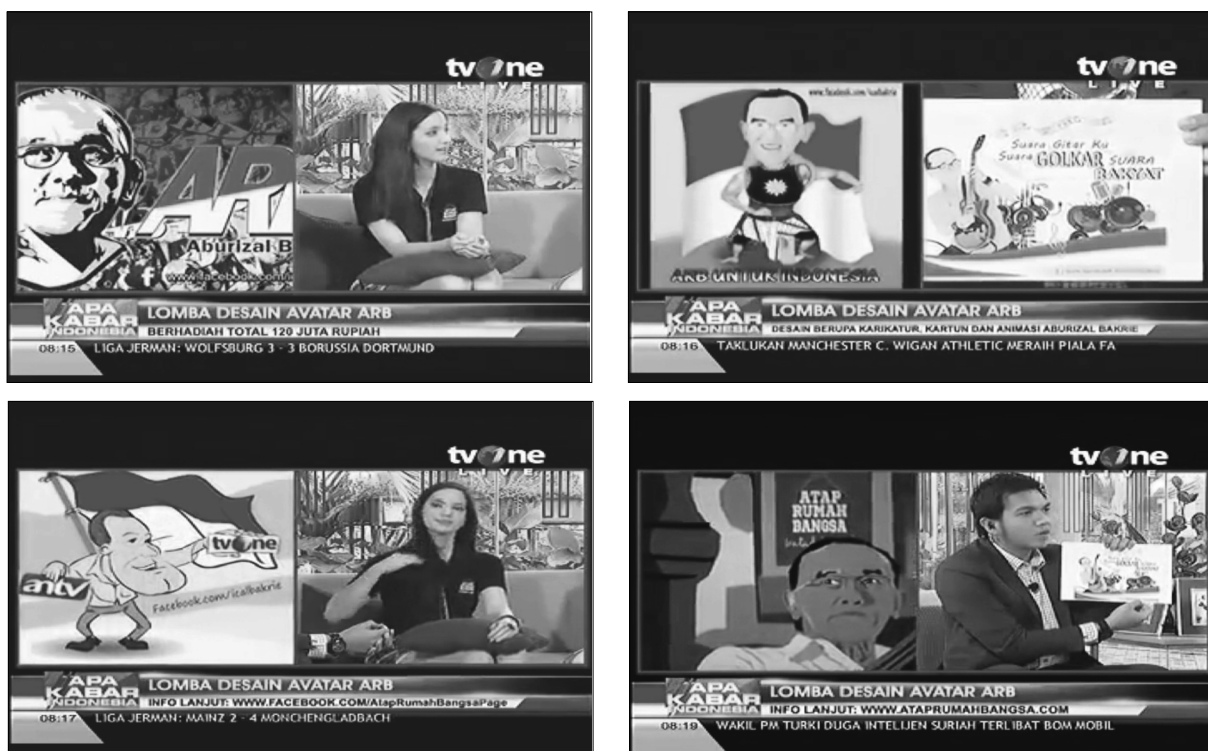 tvOne
LIVE
AR
Aburizal B
www.facebook.com/i
APA
KABAR
INDONESIA
LOMBA DESAIN AVATAR ARB
BERHADIAH TOTAL 120 JUTA RUPIAH
08:15
LIGA JERMAN: WOLFSBURG 3 - 3 BORUSSIA DORTMUND
tvOne
LIVE
www.facebook.com/icalbakrie
Suara Gitar Ku
Suara GOLKAR SUARA
RAKYAT
ARB UNTUK INDONESIA
APA
KABAR
INDONESIA
LOMBA DESAIN AVATAR ARB
DESAIN BERUPA KARIKATUR, KARTUN DAN ANIMASI ABURIZAL BAKRIE
08:16
TAKLUKAN MANCHESTER C. WIGAN ATHLETIC MERAIH PIALA FA
tvOne
LIVE
tvOne
antv
Facebook.com/icalbakrie
APA
KABAR
INDONESIA
LOMBA DESAIN AVATAR ARB
INFO LANJUT: WWW.FACEBOOK.COM/AtapRumahBangsaPage
08:17
LIGA JERMAN: MAINZ 2 - 4 MONCHENGLADBACH
tvOne
LIVE
ATAP
RUMAH
BANGSA
GOLKAR
APA
KABAR
INDONESIA
LOMBA DESAIN AVATAR ARB
INFO LANJUT: WWW.ATAPRUMAHBANGSA.COM
08:19
WAKIL PM TURKI DUGA INTELIJEN SURIAH TERLIBAT BOM MOBIL